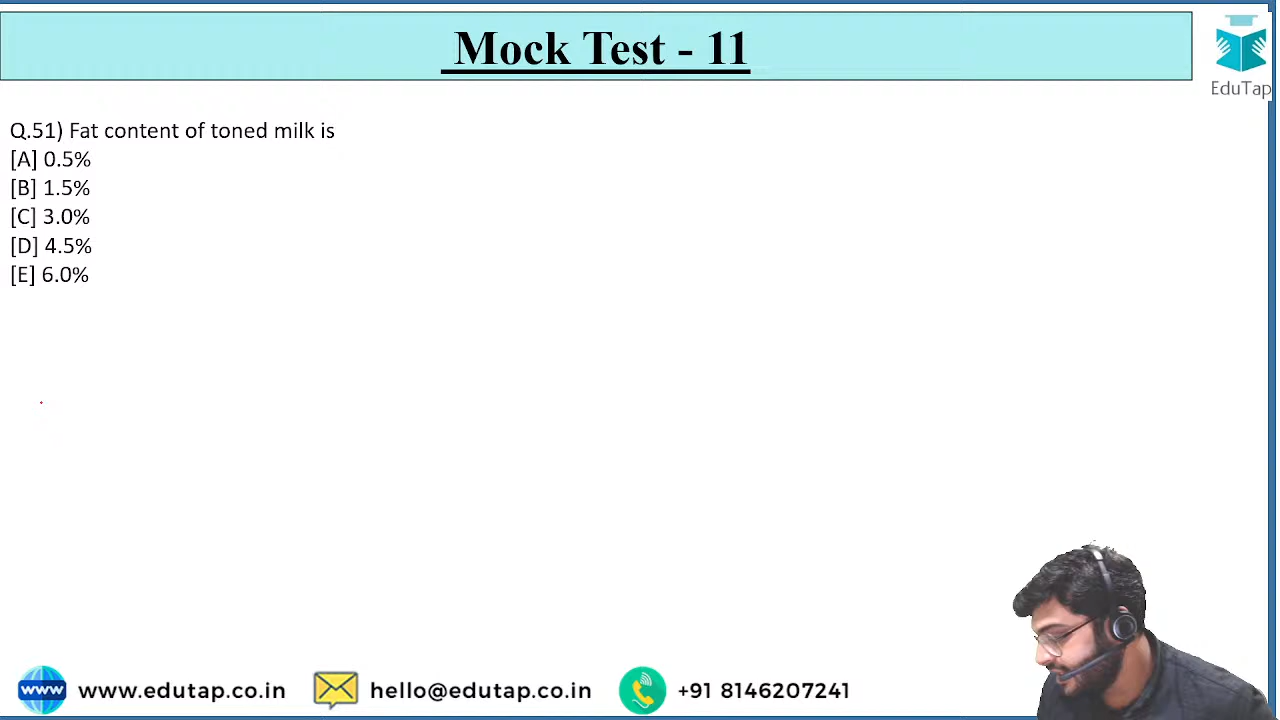 Mock Test - 11
EduTap
Q.51) Fat content of toned milk is
[A] 0.5%
[B] 1.5%
[C] 3.0%
[D] 4.5%
[E] 6.0%
www www.edutap.co.in hello@edutap.co.in +91 8146207241